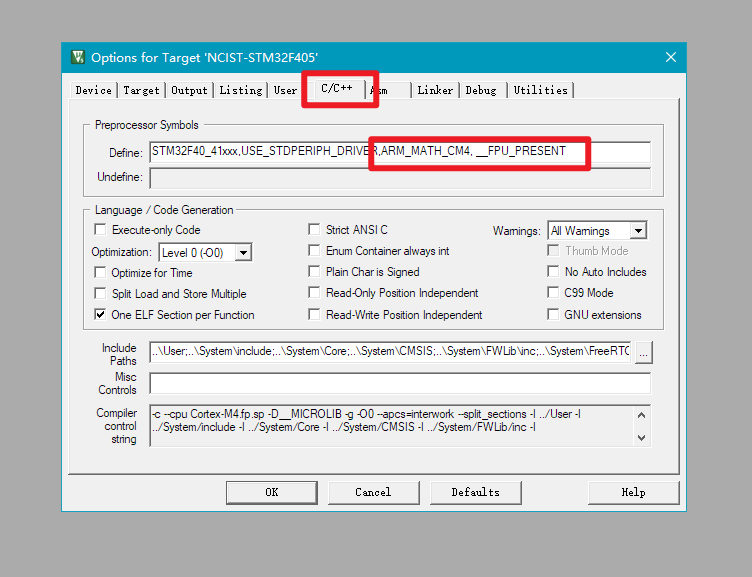 Options for Target 'NCIST-STM32F405'
Device Target Output Listing User C/C++ Asm Linker Debug Utilities
Preprocessor Symbols
Define: STM32F40_41xxx,USE_STDPERIPH_DRIVER,ARM_MATH_CM4, __FPU_PRESENT
Undefine:
Language / Code Generation
Execute-only Code Strict ANSI C Warnings: All Warnings
Optimization: Level 0 (-O0) Enum Container always int Thumb Mode
Optimize for Time Plain Char is Signed No Auto Includes
Split Load and Store Multiple Read-Only Position Independent C99 Mode
One ELF Section per Function Read-Write Position Independent GNU extensions
Include
Paths ..\User;..\System\include;..\System\Core;..\System\CMSIS;..\System\FWLib\inc;..\System\FreeRTO ...
Misc
Controls
Compiler
control
string
-c --cpu Cortex-M4.fp.sp -D__MICROLIB -g -O0 --apcs=interwork --split_sections -I ../User -I
../System/include -I ../System/Core -I ../System/CMSIS -I ../System/FWLib/inc -I
OK Cancel Defaults Help